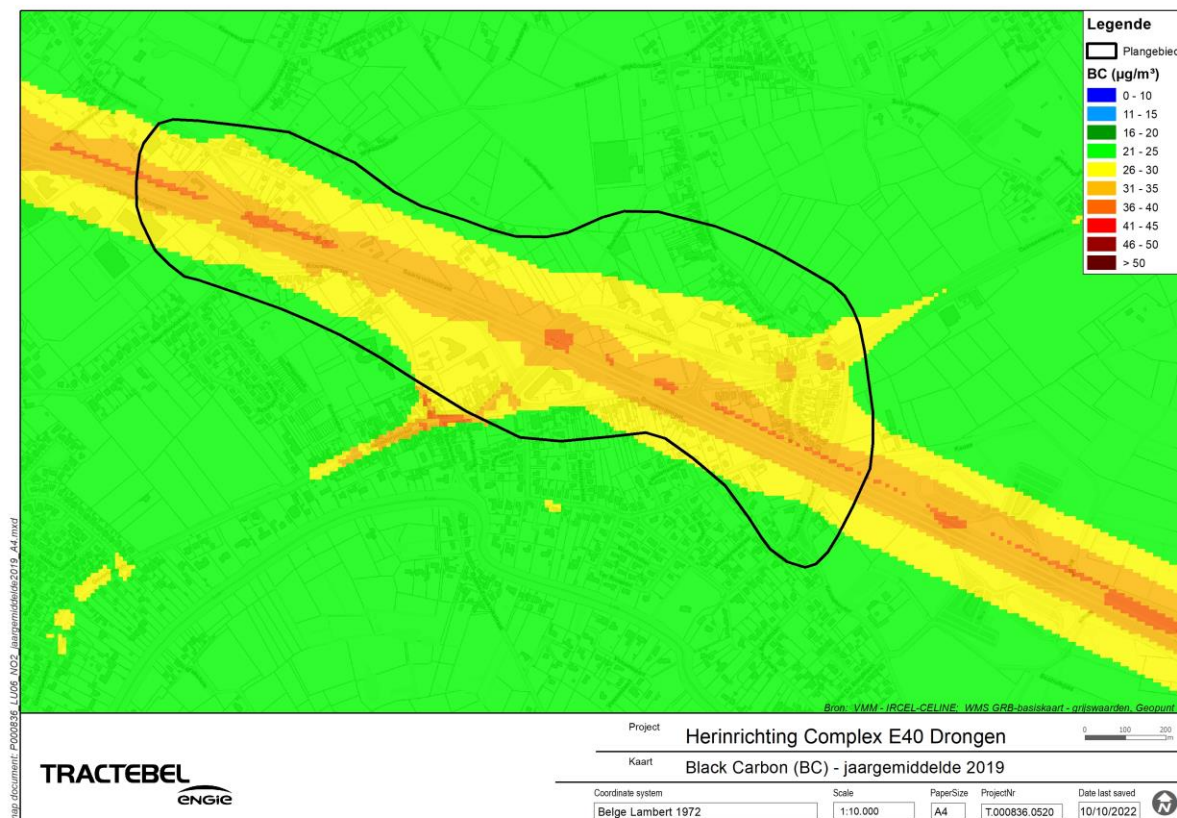 Legende
Plangebied
BC (µg/m³)
0 - 10
11 - 15
16 - 20
21 - 25
26 - 30
31 - 35
36 - 40
41 - 45
46 - 50
> 50
Bron: VMM - IRCEL-CELINE; WMS GRB-basiskaart - grijswaarden, Geopunt
map document: P000836_LU06_NO2_jaargemiddelde2019_A4.mxd
TRACTEBEL
ENGIE
Project
Herinrichting Complex E40 Drongen
0 100 200
m
Kaart
Black Carbon (BC) - jaargemiddelde 2019
Coordinate system
Scale
PaperSize
ProjectNr
Date last saved
Belge Lambert 1972
1:10.000
A4
T.000836.0520
10/10/2022
N